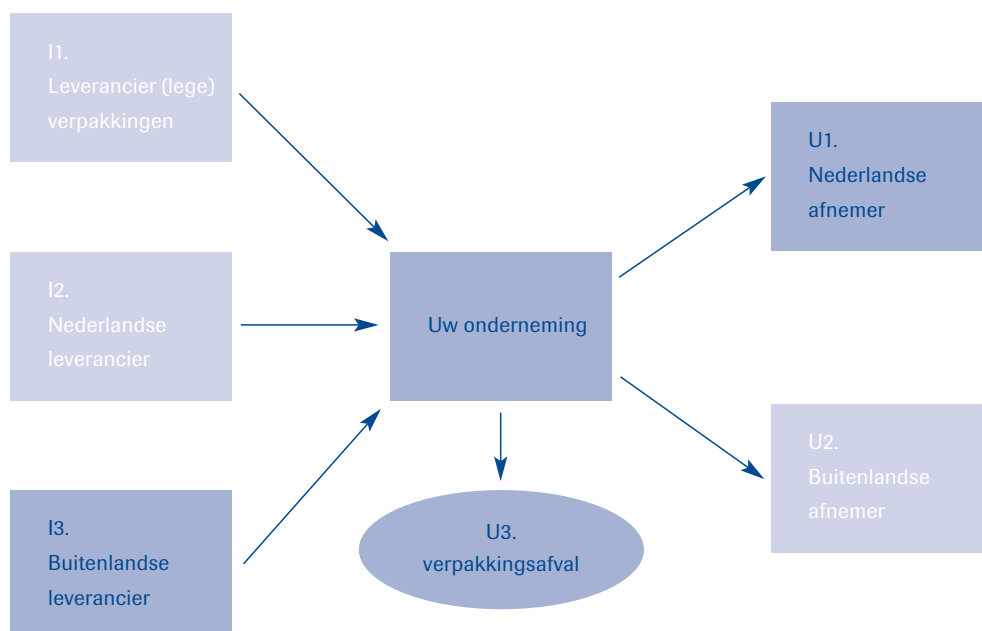 I1.
Leverancier (lege)
verpakkingen
I2.
Nederlandse
leverancier
I3.
Buitenlandse
leverancier
Uw onderneming
U3.
verpakkingsafval
U1.
Nederlandse
afnemer
U2.
Buitenlandse
afnemer